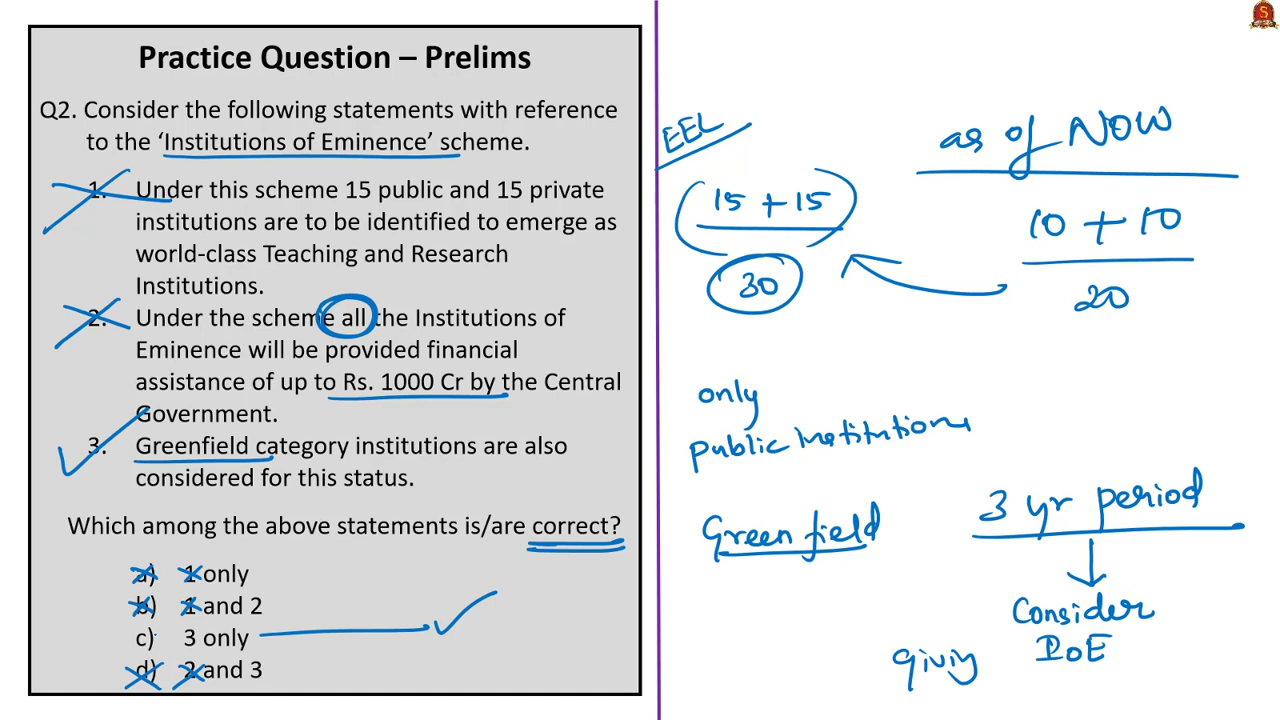 Practice Question – Prelims
Q2. Consider the following statements with reference
to the ‘Institutions of Eminence’ scheme.
1. Under this scheme 15 public and 15 private
institutions are to be identified to emerge as
world-class Teaching and Research
Institutions.
2. Under the scheme all the Institutions of
Eminence will be provided financial
assistance of up to Rs. 1000 Cr by the Central
Government.
3. Greenfield category institutions are also
considered for this status.
Which among the above statements is/are correct?
a) 1 only
b) 1 and 2
c) 3 only
d) 2 and 3
EEC
15 + 15
30
as of NOW
10 + 10
20
only
public Institutions
Greenfield
3 yr period
Consider
IoE
giving
S